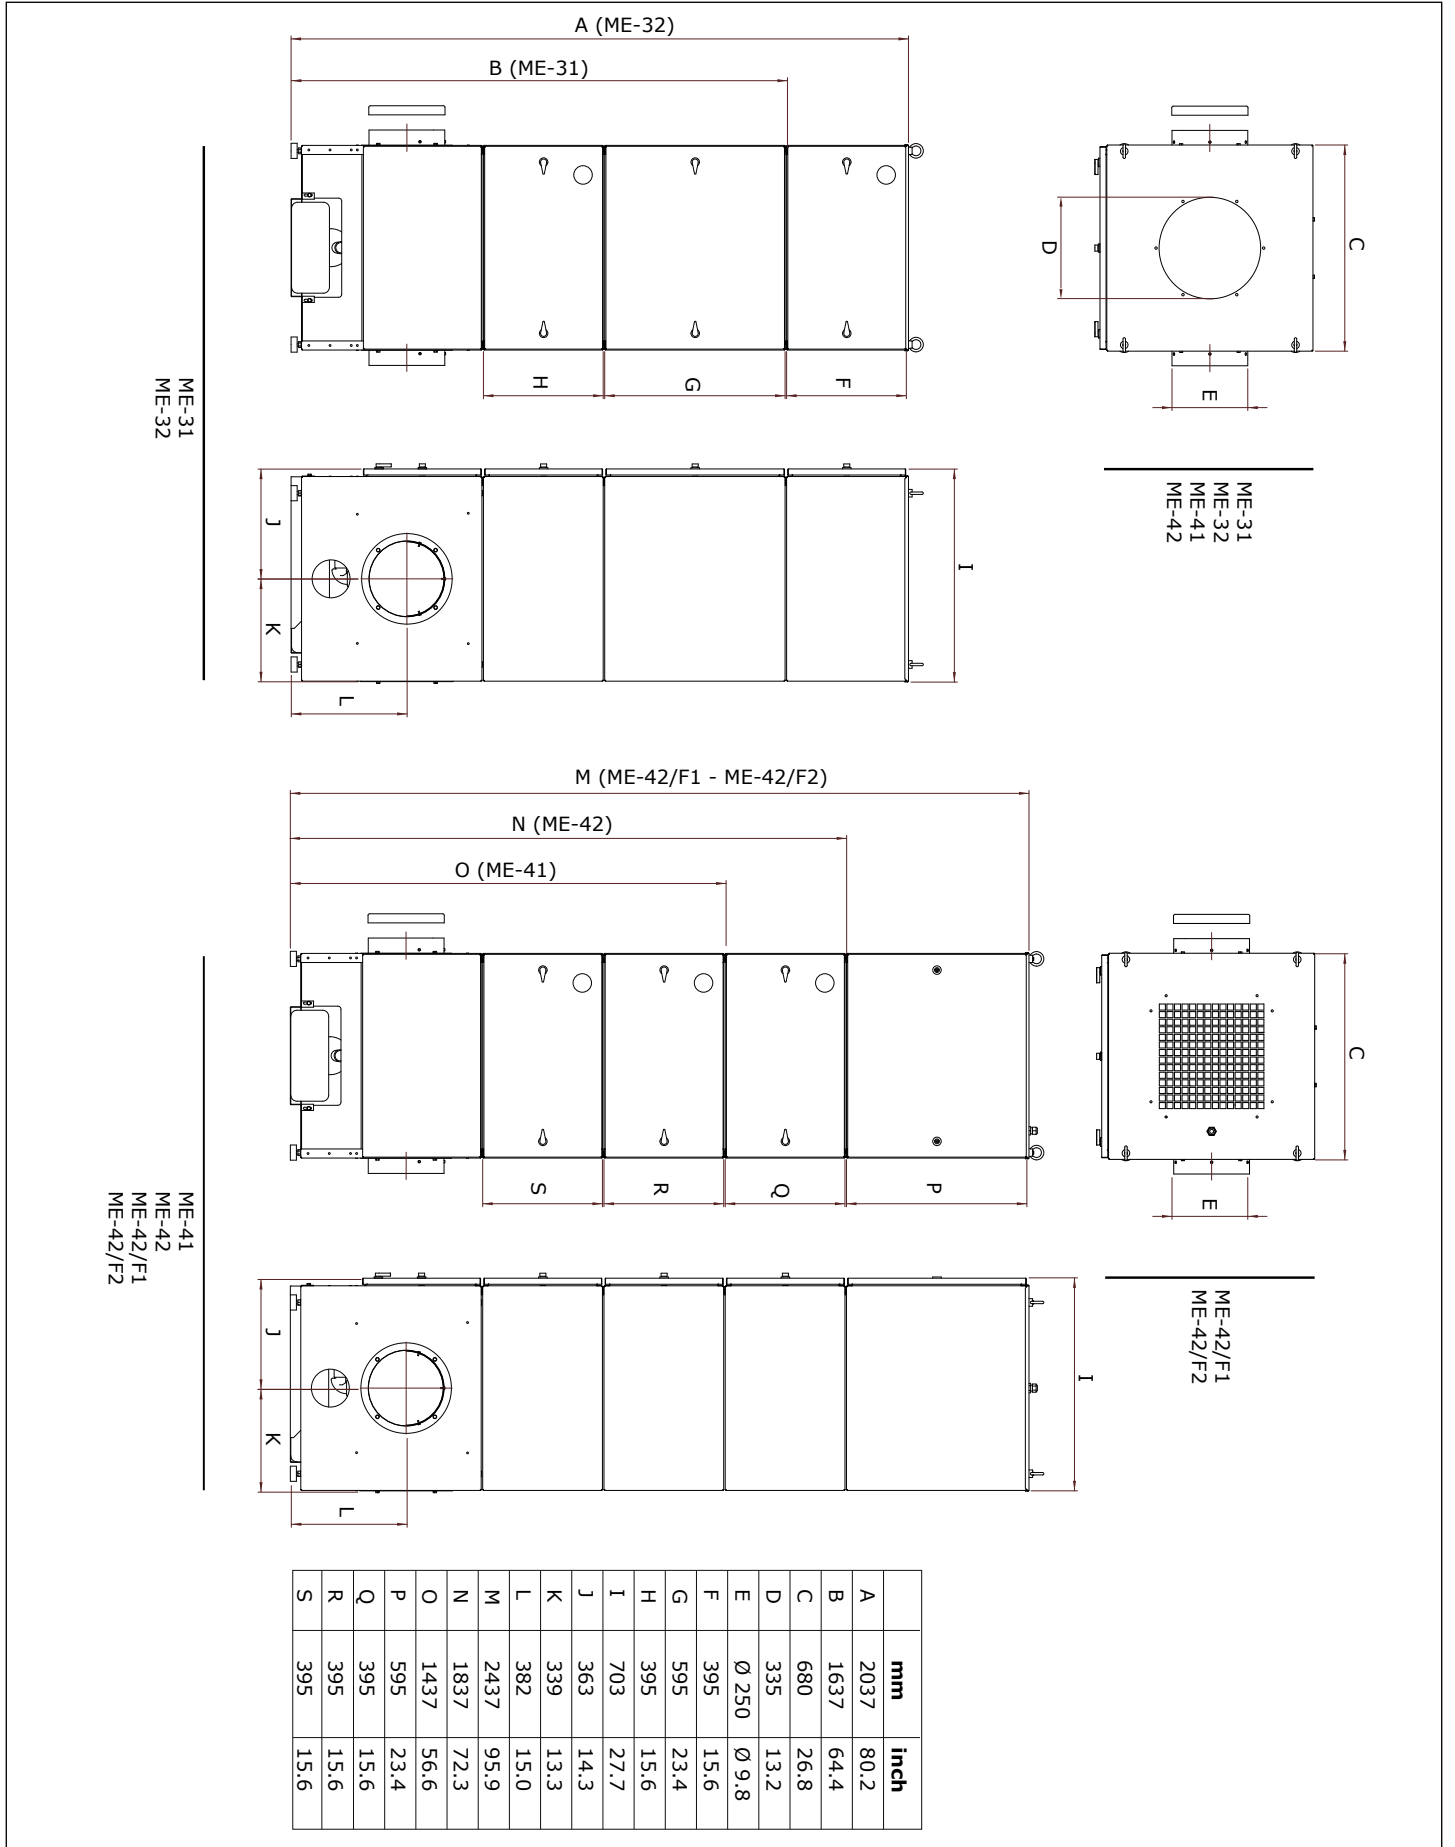 A (ME-32)
B (ME-31)
C
D
E
H
G
F
ME-31
ME-32
ME-31
ME-32
ME-41
ME-42
J
K
I
L
M (ME-42/F1 - ME-42/F2)
N (ME-42)
O (ME-41)
C
E
S
R
Q
P
ME-41
ME-42
ME-42/F1
ME-42/F2
ME-42/F1
ME-42/F2
J
K
I
L
mm inch
A 2037 80.2
B 1637 64.4
C 680 26.8
D 335 13.2
E Ø 250 Ø 9.8
F 395 15.6
G 595 23.4
H 395 15.6
I 703 27.7
J 363 14.3
K 339 13.3
L 382 15.0
M 2437 95.9
N 1837 72.3
O 1437 56.6
P 595 23.4
Q 395 15.6
R 395 15.6
S 395 15.6